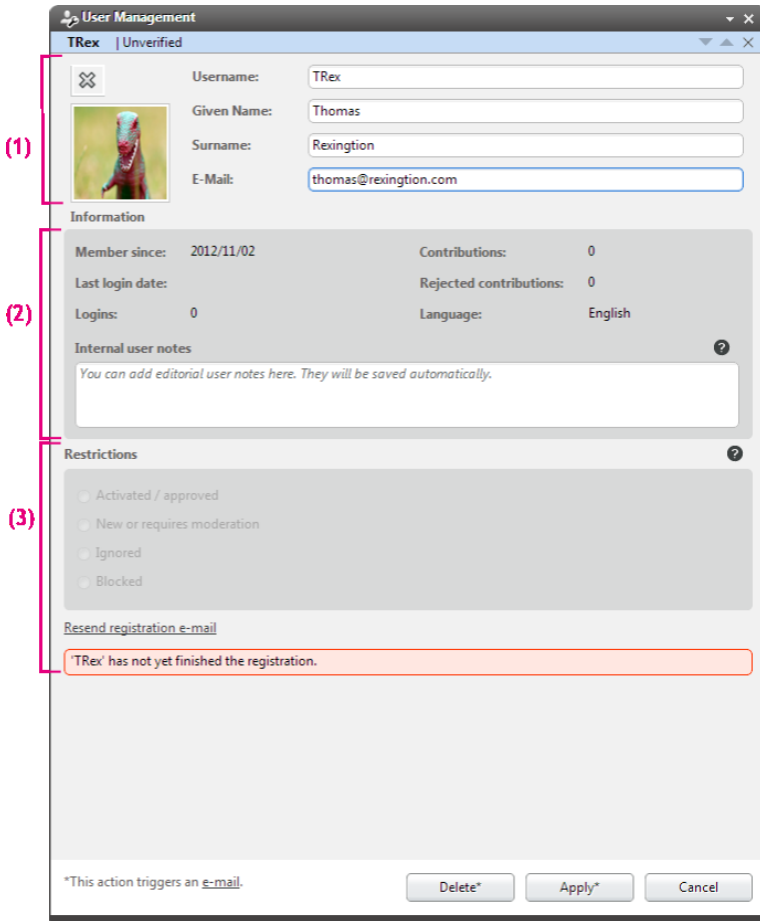 User Management
TRex | Unverified
(1)
Username: TRex
Given Name: Thomas
Surname: Rexington
E-Mail: thomas@rexington.com
Information
(2)
Member since: 2012/11/02 Contributions: 0
Last login date: Rejected contributions: 0
Logins: 0 Language: English
Internal user notes ?
You can add editorial user notes here. They will be saved automatically.
(3)
Restrictions ?
Activated / approved
New or requires moderation
Ignored
Blocked
Resend registration e-mail
'TRex' has not yet finished the registration.
*This action triggers an e-mail. Delete* Apply* Cancel